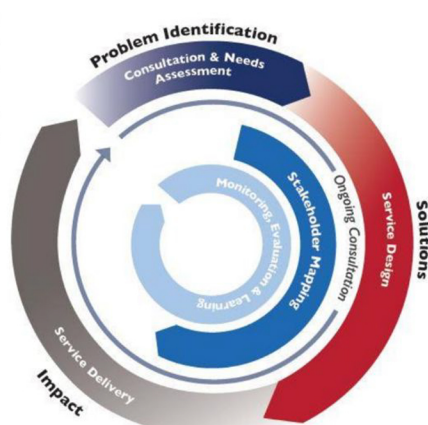 Problem Identification
Consultation & Needs
Assessment
Solutions
Service Design
Ongoing Consultation
Stakeholder Mapping
Monitoring, Evaluation & Learning
Service Delivery
Impact